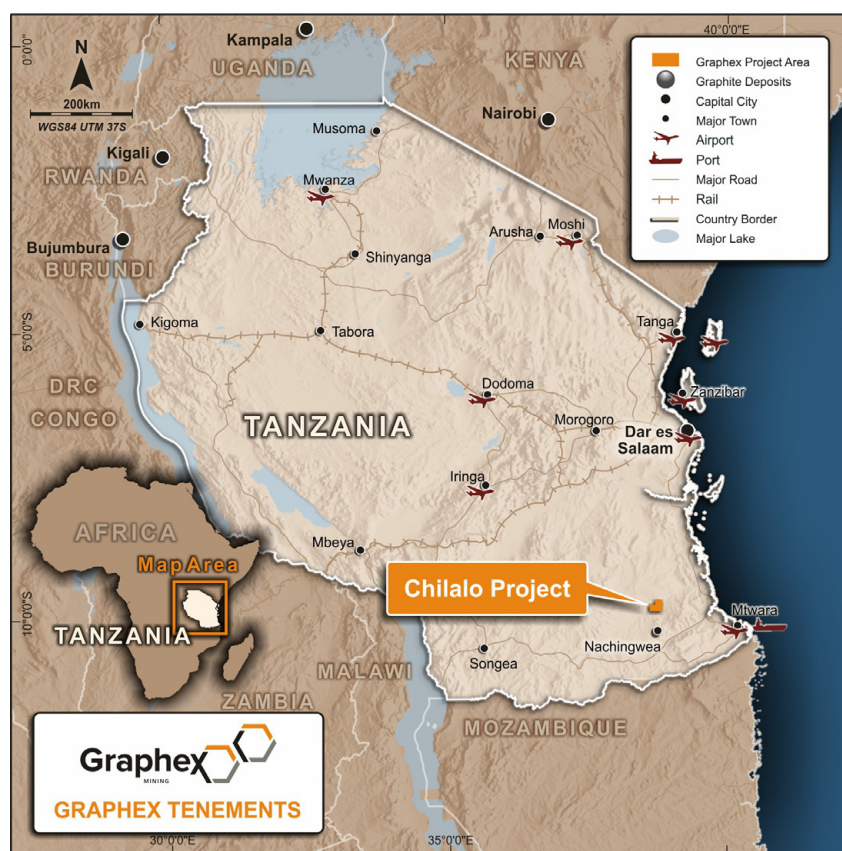 Kampala
UGANDA
KENYA
40°0'0"E
0°0'0"
N
200km
WGS84 UTM 37S
Graphex Project Area
Graphite Deposits
Capital City
Major Town
Airport
Port
Major Road
Rail
Country Border
Major Lake
Nairobi
Musoma
Kigali
RWANDA
Mwanza
Bujumbura
BURUNDI
Arusha
Moshi
Shinyanga
Kigoma
Tabora
Tanga
5°0'0"S
DRC
CONGO
Dodoma
Zanzibar
TANZANIA
Morogoro
Dar es
Salaam
Iringa
Mbeya
AFRICA
Map Area
TANZANIA
Chilalo Project
10°0'0"S
Mtwara
Nachingwea
Songea
MALAWI
ZAMBIA
MOZAMBIQUE
Graphex
MINING
GRAPHEX TENEMENTS
30°0'0"E
35°0'0"E